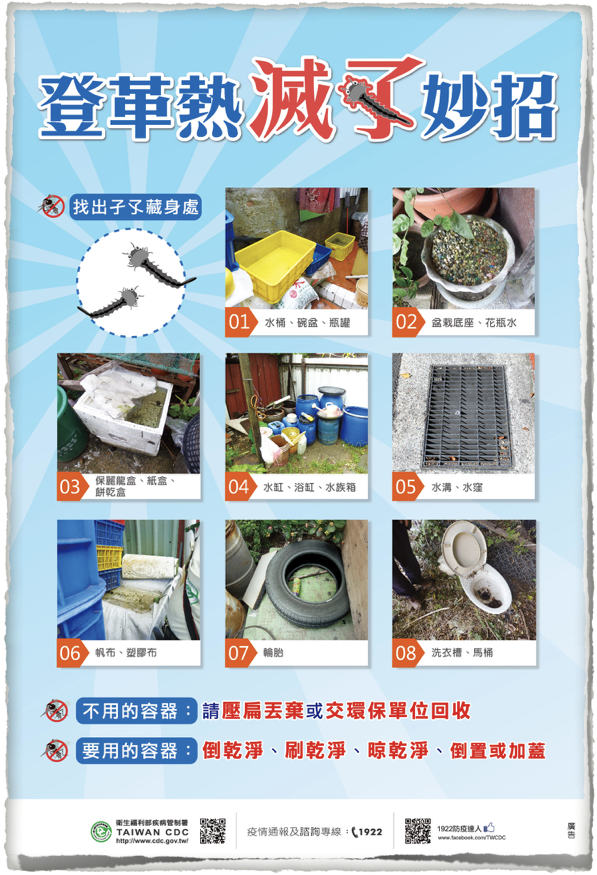 登革熱滅孓妙招
找出子孓藏身處
01 水桶、碗盆、瓶罐
02 盆栽底座、花瓶水
03 保麗龍盒、紙盒、
餅乾盒
04 水缸、浴缸、水族箱
05 水溝、水窪
06 帆布、塑膠布
07 輪胎
08 洗衣槽、馬桶
不用的容器：請壓扁丟棄或交環保單位回收
要用的容器：倒乾淨、刷乾淨、晾乾淨、倒置或加蓋
衛生福利部疾病管制署
TAIWAN CDC
http://www.cdc.gov.tw/
疫情通報及諮詢專線：1922
1922防疫達人
www.facebook.com/TWCDC
廣告